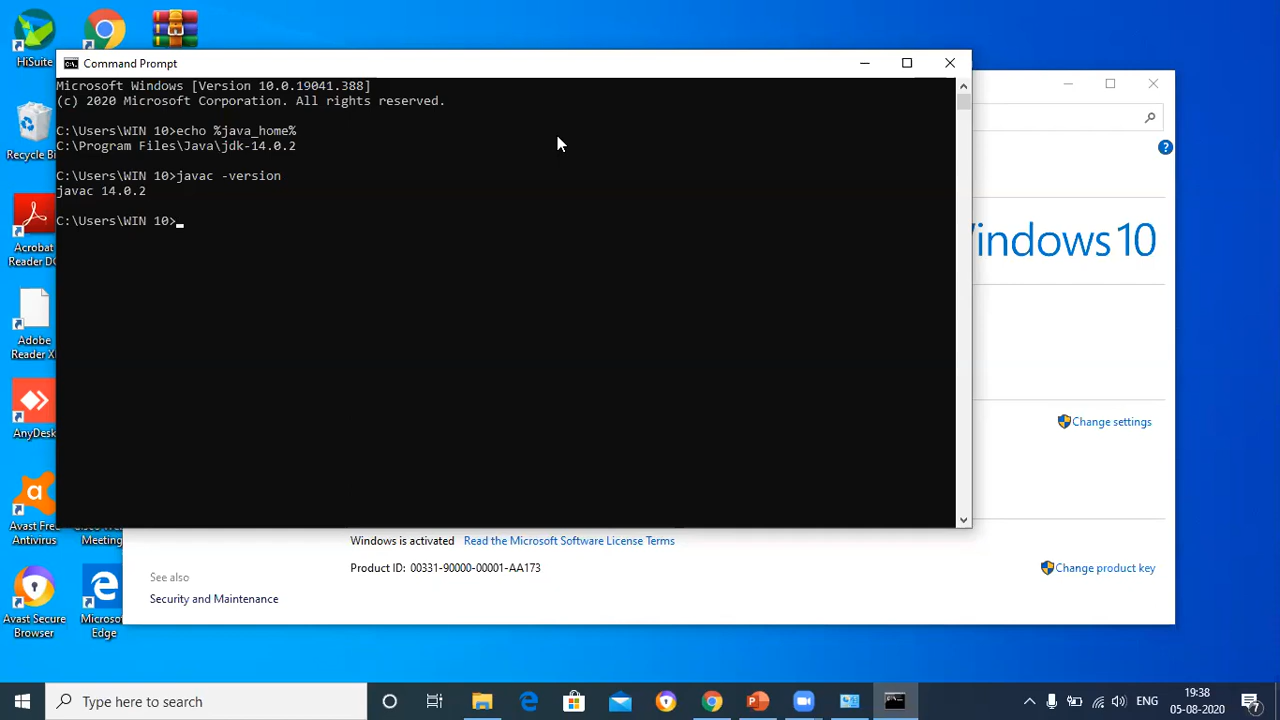 HiSuite
Command Prompt
Microsoft Windows [Version 10.0.19041.388]
(c) 2020 Microsoft Corporation. All rights reserved.
C:\Users\WIN 10>echo %java_home%
C:\Program Files\Java\jdk-14.0.2
C:\Users\WIN 10>javac -version
javac 14.0.2
C:\Users\WIN 10>
Recycle Bi
Acrobat
Reader D
Adobe
Reader X
AnyDesk
Avast Fre
Antivirus
Meeting
Avast Secure
Browser
Micros
Edge
indows 10
Change settings
Windows is activated Read the Microsoft Software License Terms
Product ID: 00331-90000-00001-AA173
Change product key
See also
Security and Maintenance
Type here to search
ENG
19:38
05-08-2020
7